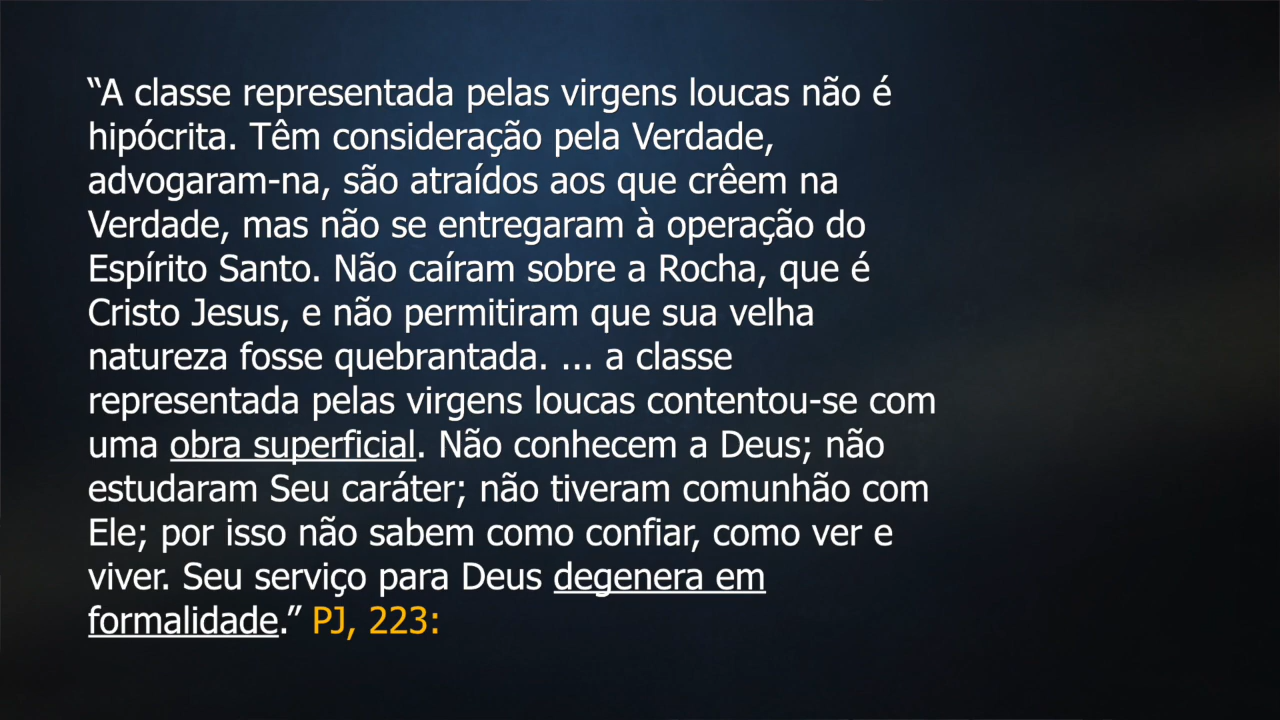 “A classe representada pelas virgens loucas não é
hipócrita. Têm consideração pela Verdade,
advogaram-na, são atraídos aos que crêem na
Verdade, mas não se entregaram à operação do
Espírito Santo. Não caíram sobre a Rocha, que é
Cristo Jesus, e não permitiram que sua velha
natureza fosse quebrantada. ... a classe
representada pelas virgens loucas contentou-se com
uma obra superficial. Não conhecem a Deus; não
estudaram Seu caráter; não tiveram comunhão com
Ele; por isso não sabem como confiar, como ver e
viver. Seu serviço para Deus degenera em
formalidade.” PJ, 223: